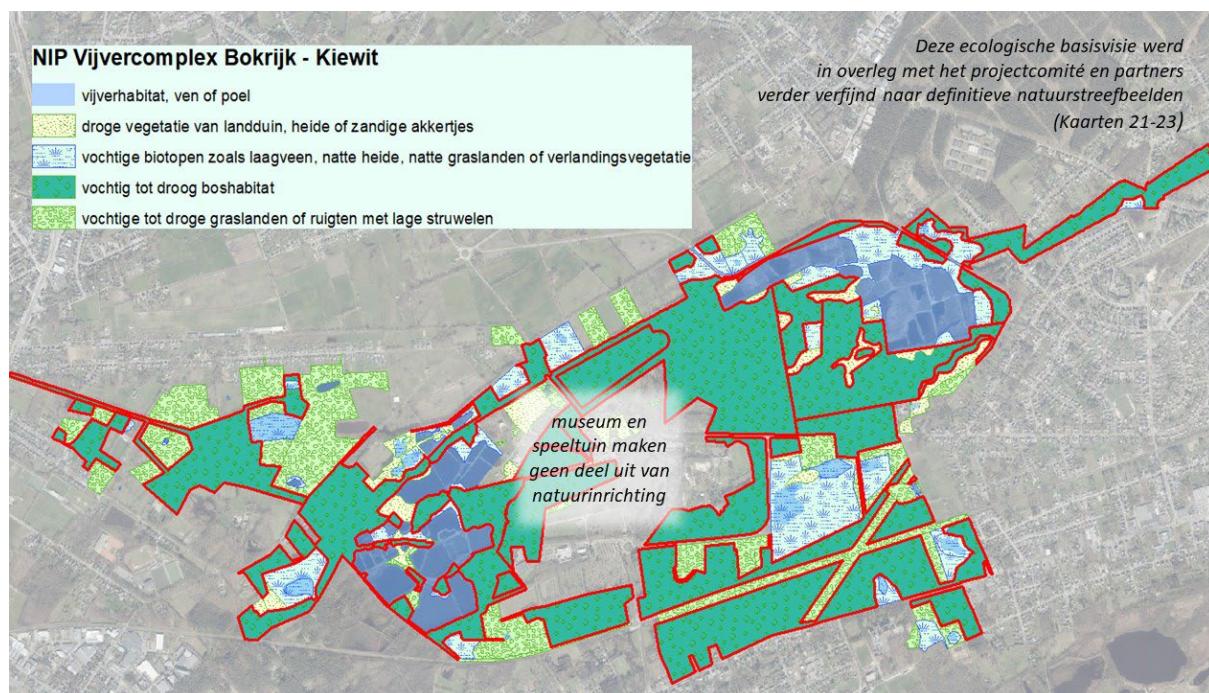 NIP Vijvercomplex Bokrijk - Kiewit
vijverhabitat, ven of poel
droge vegetatie van landduin, heide of zandige akkertjes
vochtige biotopen zoals laagveen, natte heide, natte graslanden of verlandingsvegetatie
vochtig tot droog boshabitat
vochtige tot droge graslanden of ruigten met lage struwelen
Deze ecologische basisvisie werd
in overleg met het projectcomité en partners
verder verfijnd naar definitieve natuurstreefbeelden
(Kaarten 21-23)
museum en
speeltuin maken
geen deel uit van
natuurinrichting